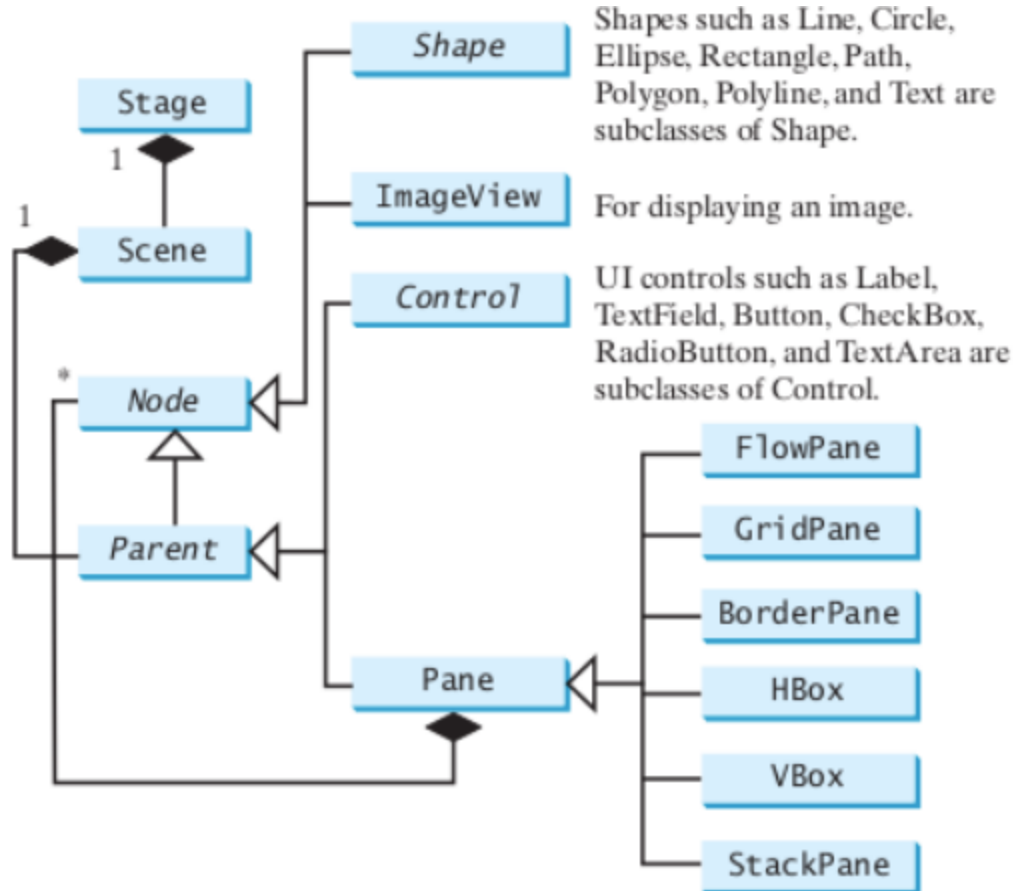 Shape
Shapes such as Line, Circle,
Ellipse, Rectangle, Path,
Polygon, Polyline, and Text are
subclasses of Shape.
Stage
1
ImageView
For displaying an image.
1
Scene
Control
UI controls such as Label,
TextField, Button, CheckBox,
RadioButton, and TextArea are
subclasses of Control.
*
Node
FlowPane
GridPane
Parent
BorderPane
Pane
HBox
VBox
StackPane